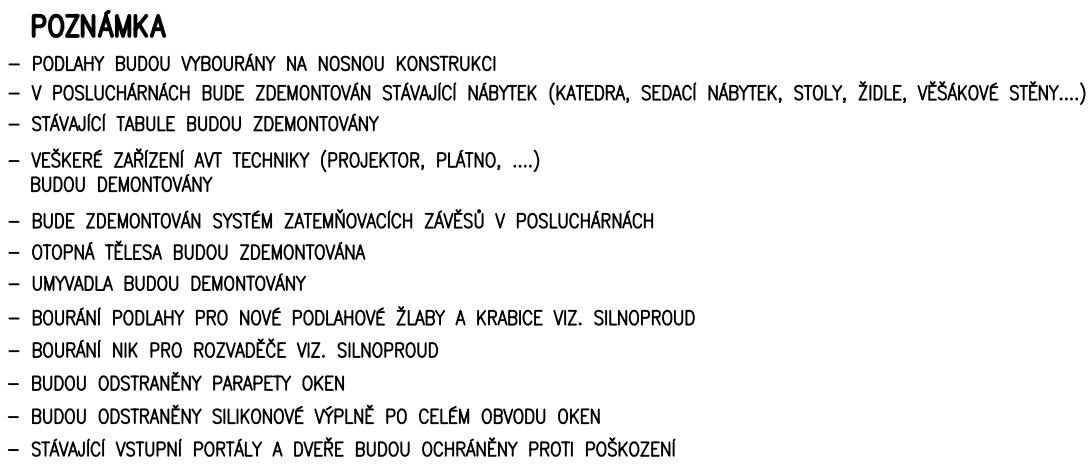 POZNÁMKA
– PODLAHY BUDOU VYBOURÁNY NA NOSNOU KONSTRUKCI
– V POSLUCHÁRNÁCH BUDE ZDEMONTOVÁN STÁVAJÍCÍ NÁBYTEK (KATEDRA, SEDACÍ NÁBYTEK, STOLY, ŽIDLE, VĚŠÁKOVÉ STĚNY....)
– STÁVAJÍCÍ TABULE BUDOU ZDEMONTOVÁNY
– VEŠKERÉ ZAŘÍZENÍ AVT TECHNIKY (PROJEKTOR, PLÁTNO, ....)
BUDOU DEMONTOVÁNY
– BUDE ZDEMONTOVÁN SYSTÉM ZATEMŇOVACÍCH ZÁVĚSŮ V POSLUCHÁRNÁCH
– OTOPNÁ TĚLESA BUDOU ZDEMONTOVÁNA
– UMYVADLA BUDOU DEMONTOVÁNY
– BOURÁNÍ PODLAHY PRO NOVÉ PODLAHOVÉ ŽLABY A KRABICE VIZ. SILNOPROUD
– BOURÁNÍ NIK PRO ROZVADĚČE VIZ. SILNOPROUD
– BUDOU ODSTRANĚNY PARAPETY OKEN
– BUDOU ODSTRANĚNY SILIKONOVÉ VÝPLNĚ PO CELÉM OBVODU OKEN
– STÁVAJÍCÍ VSTUPNÍ PORTÁLY A DVEŘE BUDOU OCHRÁNĚNY PROTI POŠKOZENÍ